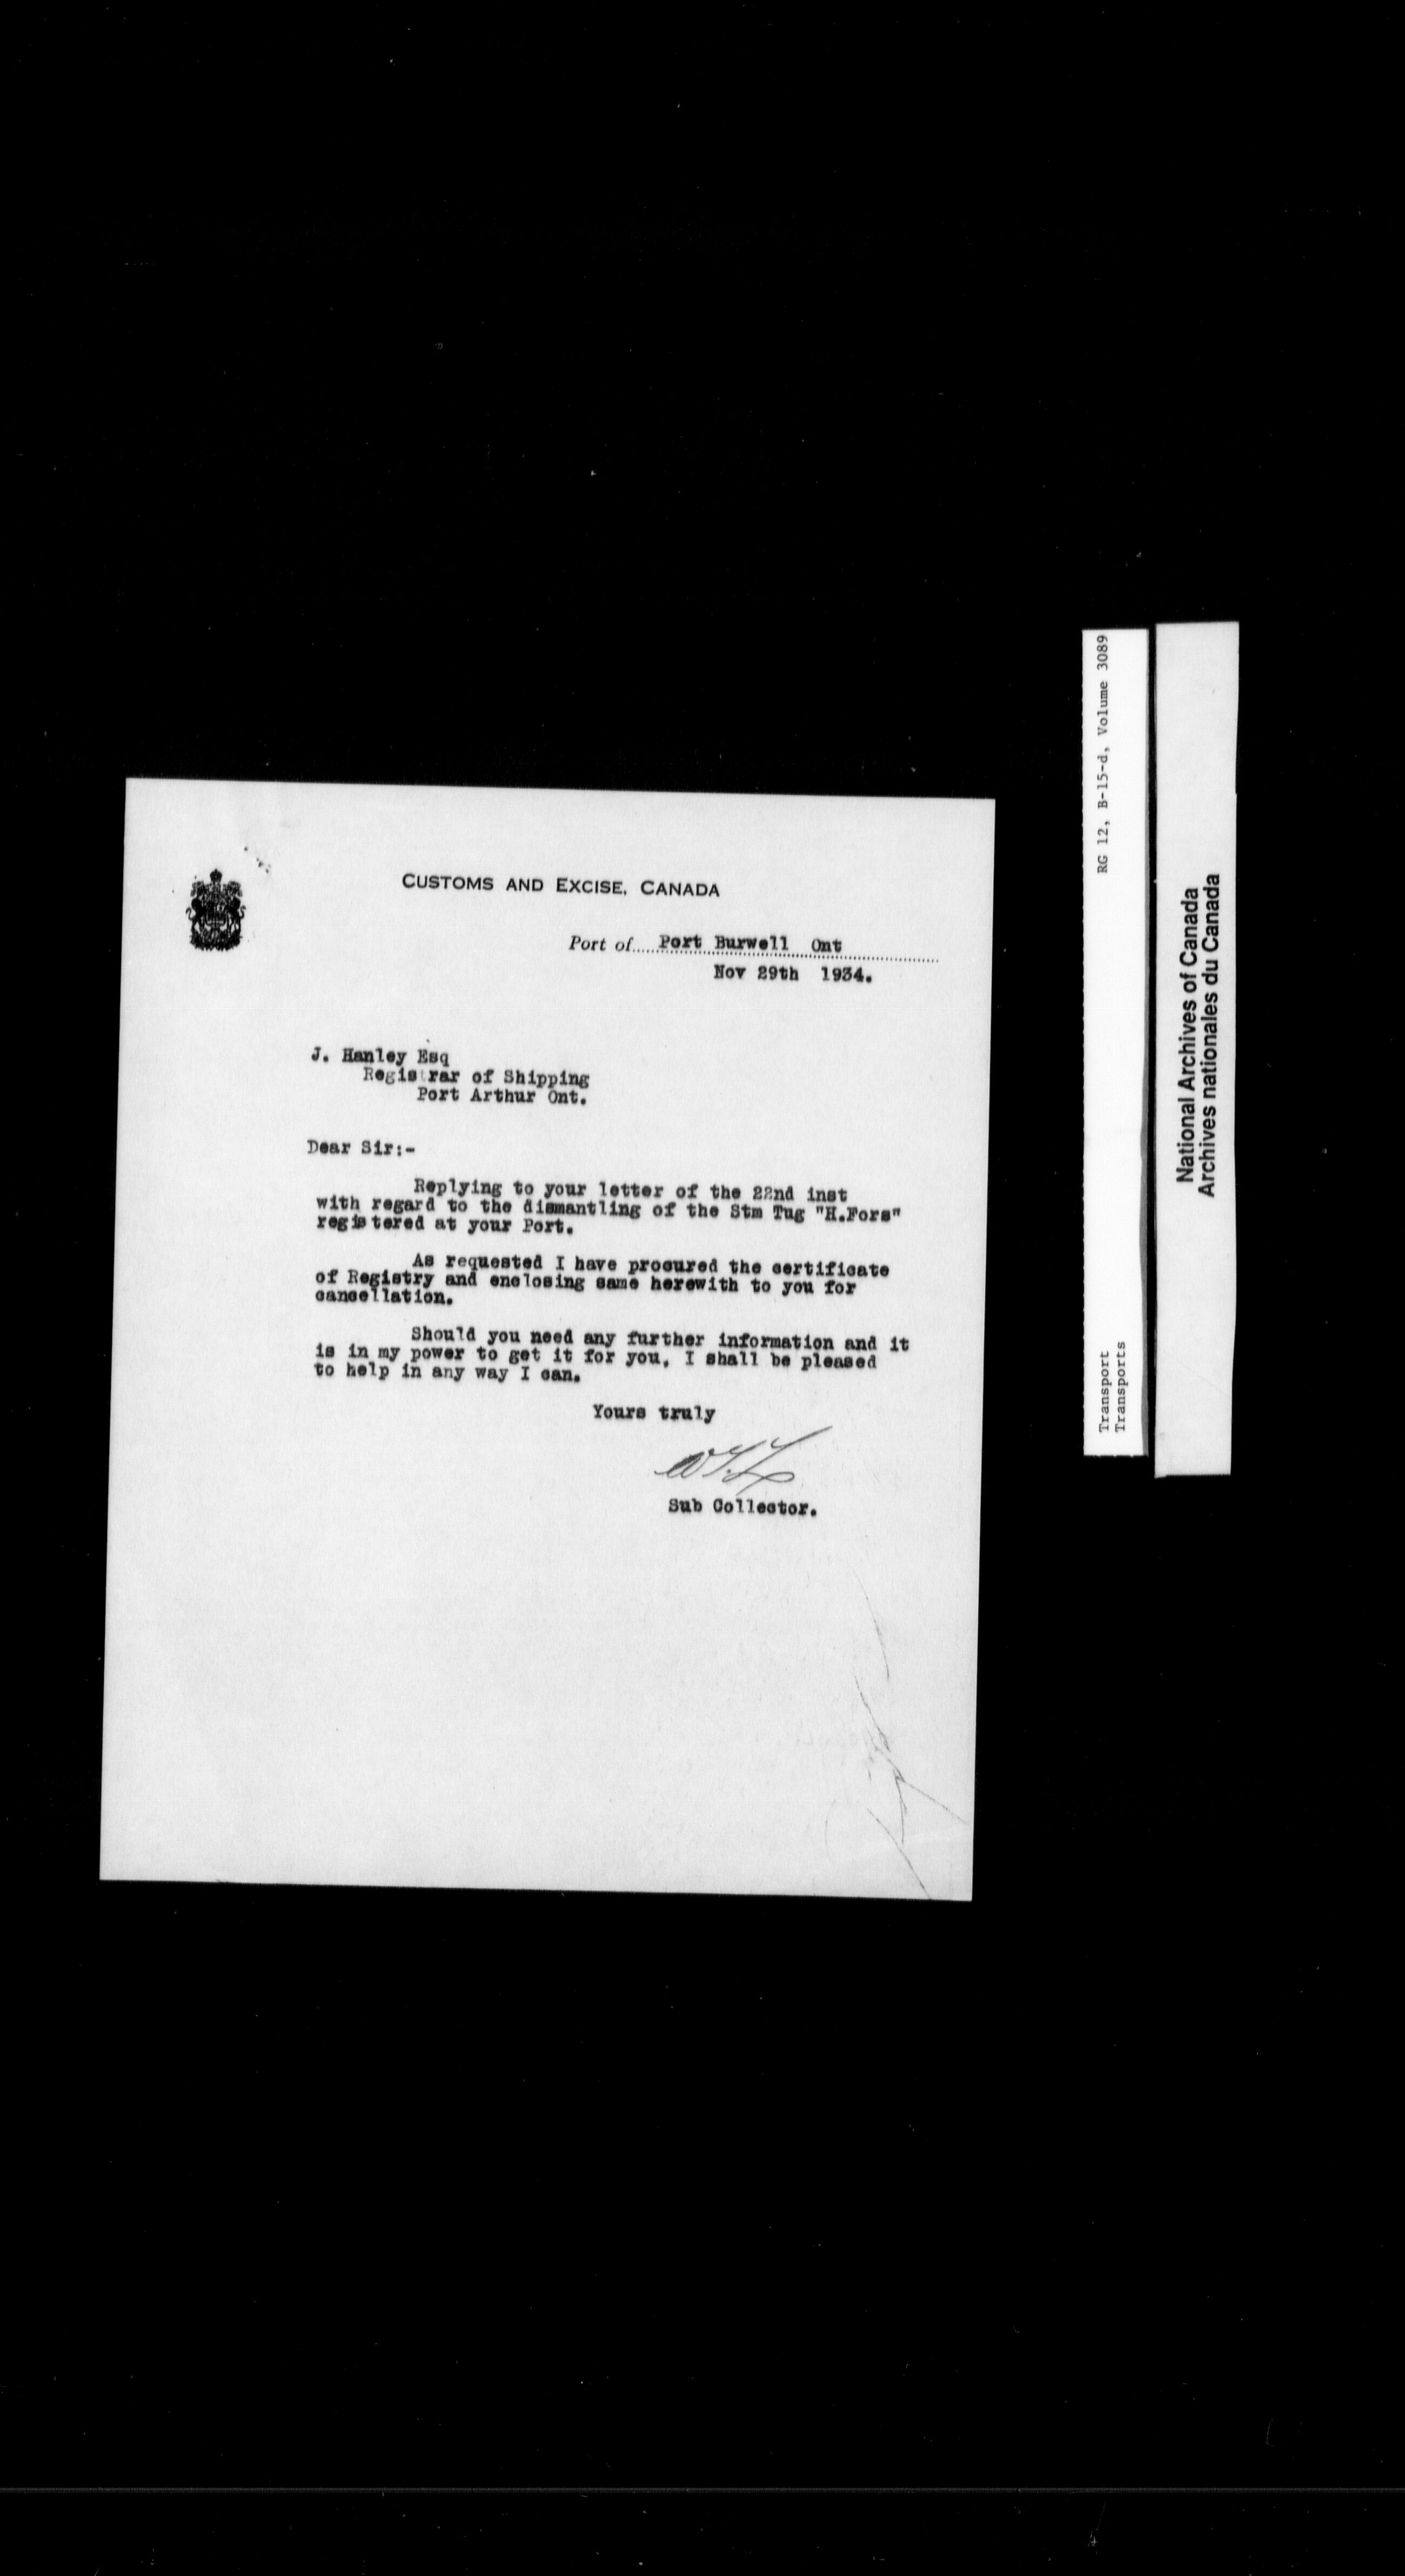 CUSTOMS AND EXCISE, CANADA
Port of Port Burwell Ont
Nov 29th 1934.
J. Hanley Esq
Registrar of Shipping
Port Arthur Ont.
Dear Sir:-
Replying to your letter of the 22nd inst
with regard to the dismantling of the Stm Tug "H.Fors"
registered at your Port.
As requested I have procured the certificate
of Registry and enclosing same herewith to you for
cancellation.
Should you need any further information and it
is in my power to get it for you, I shall be pleased
to help in any way I can.
Yours truly
Sub Collector.
RG 12, B-15-d, Volume 3089
Transport
Transports
National Archives of Canada
Archives nationales du Canada